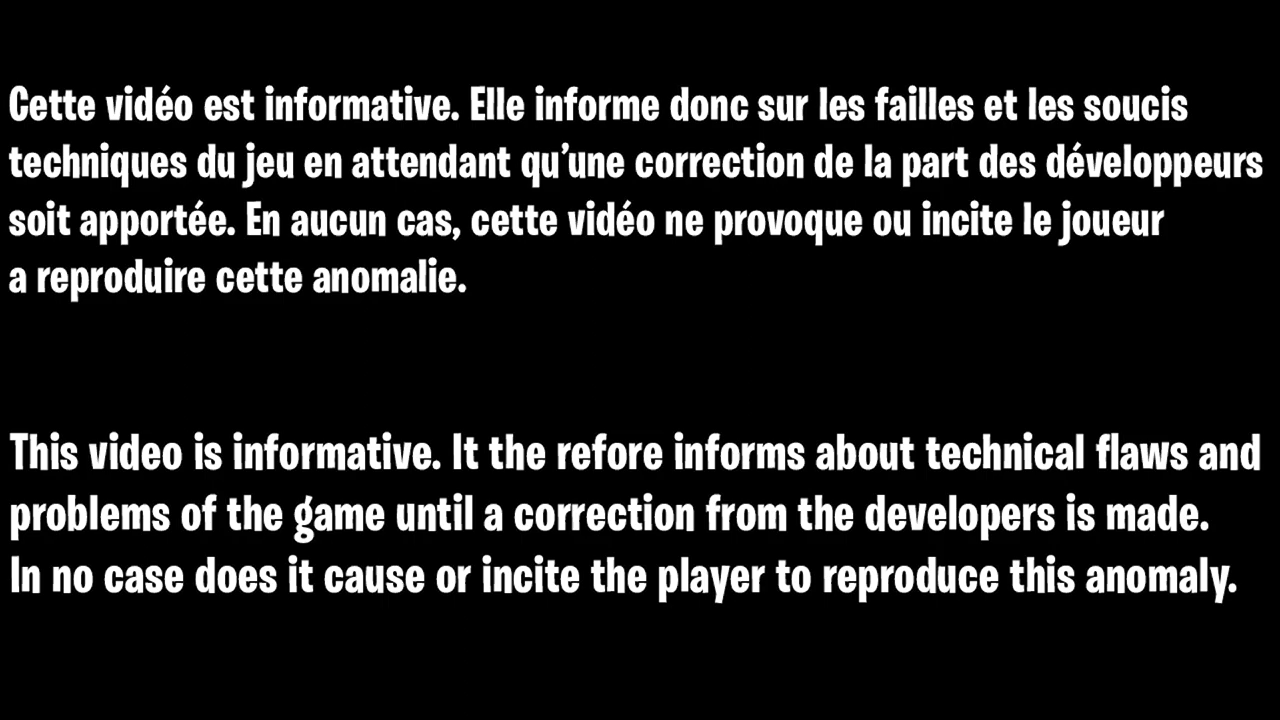 Cette vidéo est informative. Elle informe donc sur les failles et les soucis
techniques du jeu en attendant qu’une correction de la part des développeurs
soit apportée. En aucun cas, cette vidéo ne provoque ou incite le joueur
a reproduire cette anomalie.
This video is informative. It the refore informs about technical flaws and
problems of the game until a correction from the developers is made.
In no case does it cause or incite the player to reproduce this anomaly.